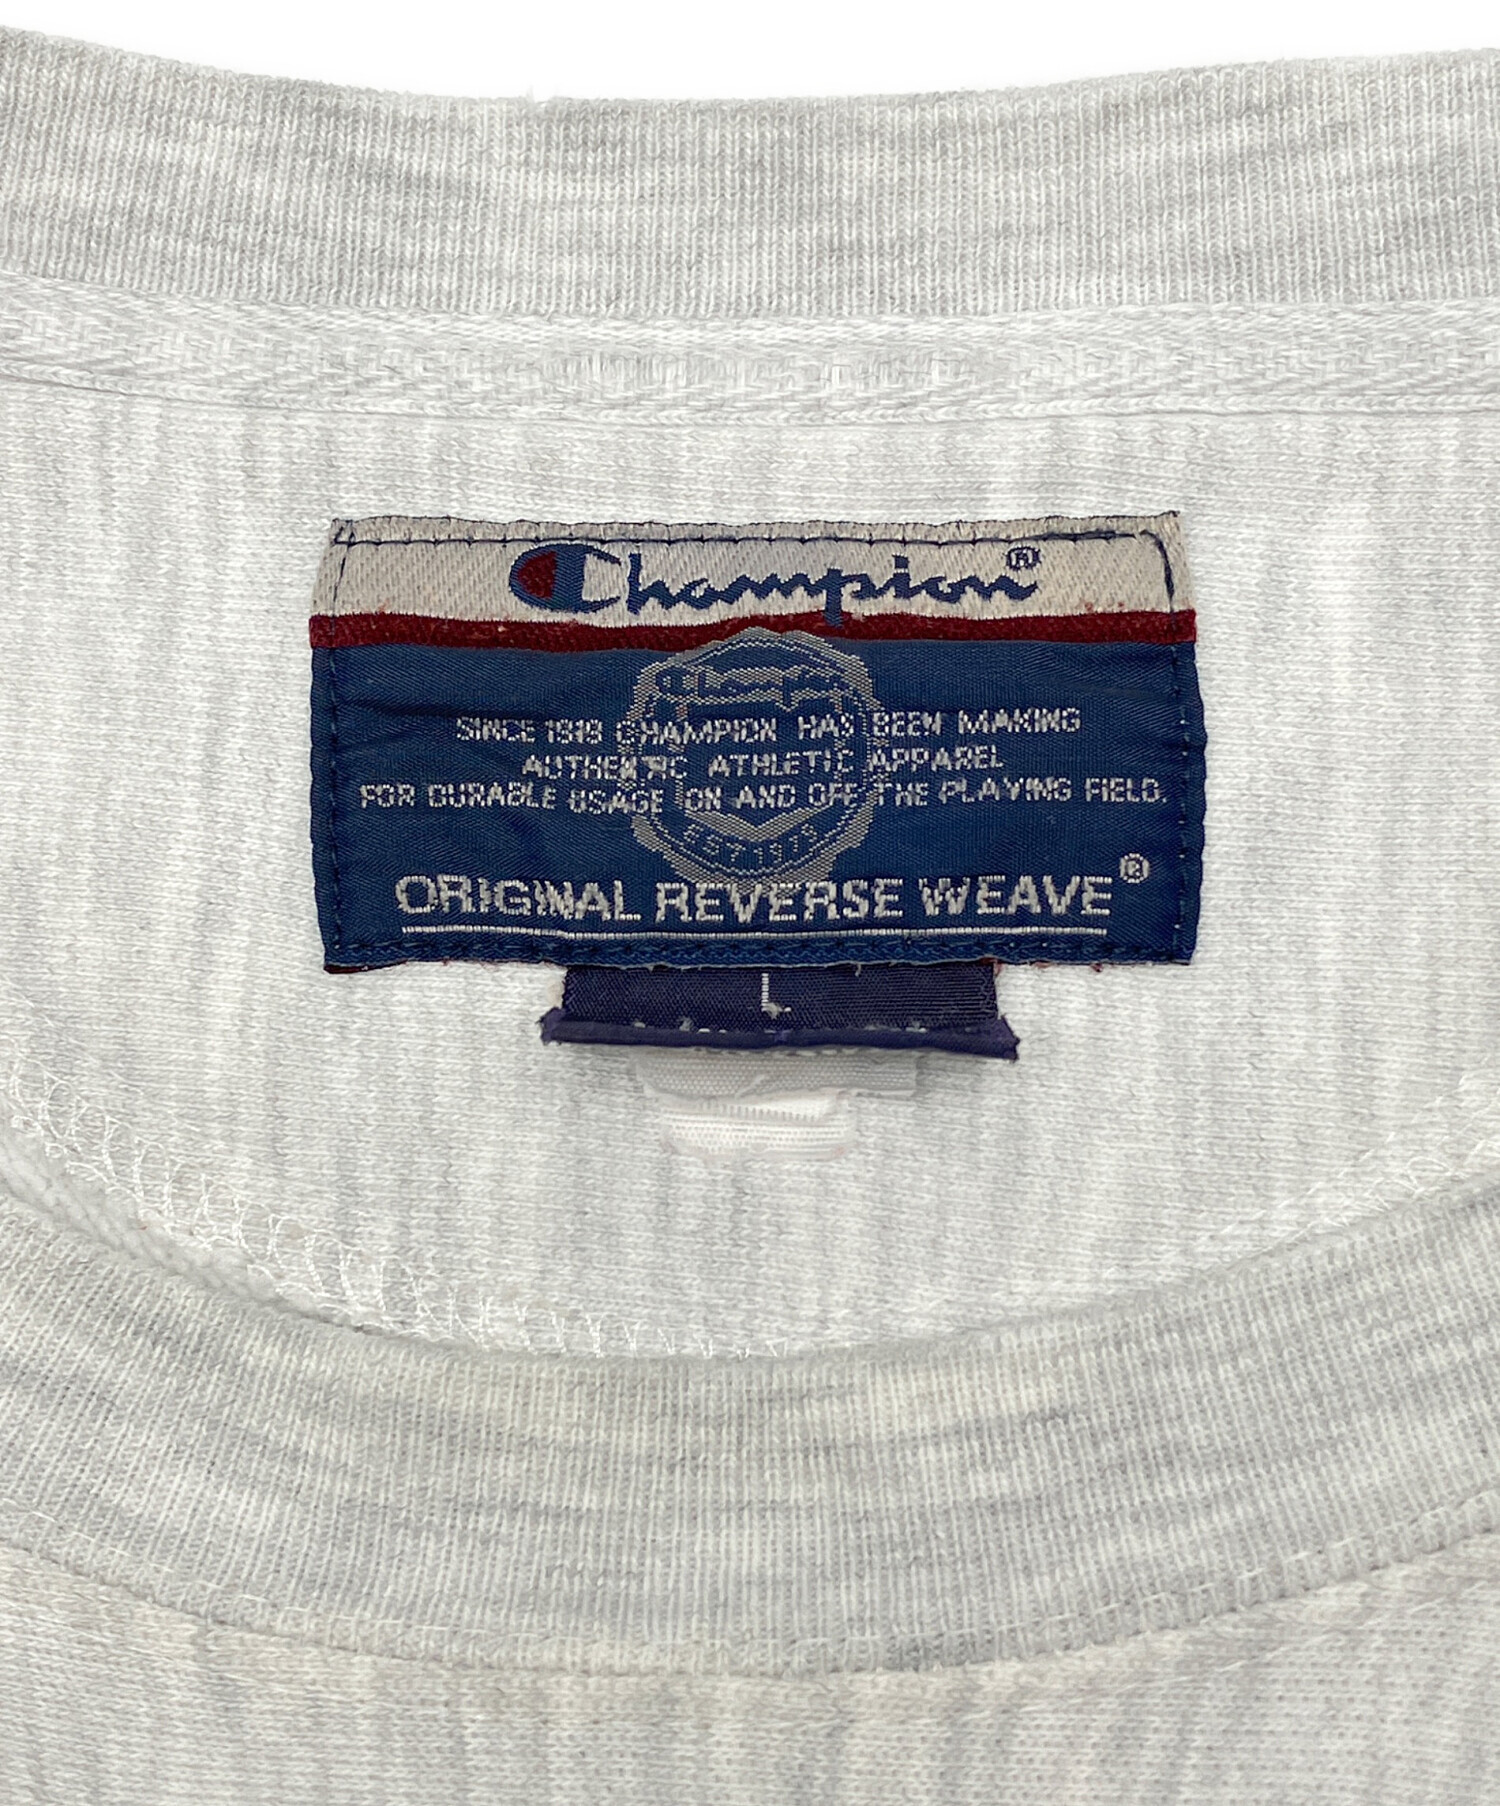 Champion®
Champion
SINCE 1919 CHAMPION HAS BEEN MAKING
AUTHENTIC ATHLETIC APPAREL
FOR DURABLE USAGE ON AND OFF THE PLAYING FIELD.
ORIGINAL REVERSE WEAVE®
L